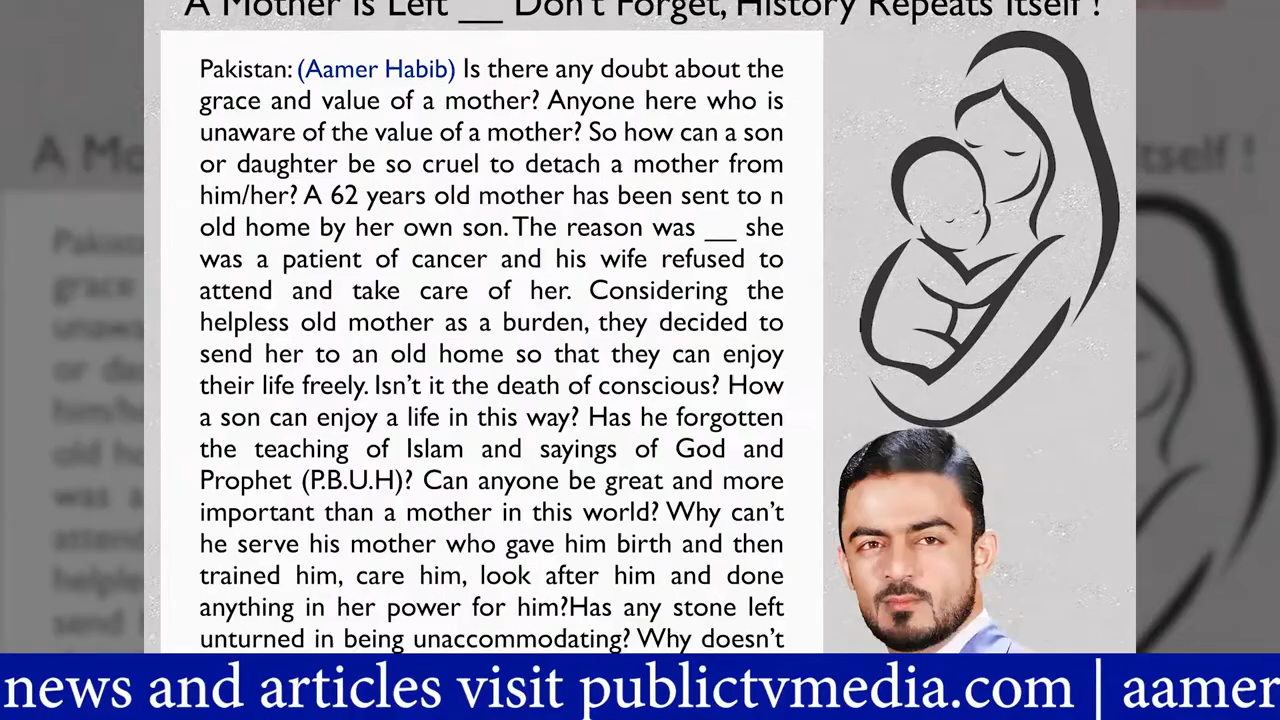 A Mother Is Left __ Don't Forget, History Repeats Itself !
Pakistan: (Aamer Habib) Is there any doubt about the
grace and value of a mother? Anyone here who is
unaware of the value of a mother? So how can a son
or daughter be so cruel to detach a mother from
him/her? A 62 years old mother has been sent to n
old home by her own son. The reason was __ she
was a patient of cancer and his wife refused to
attend and take care of her. Considering the
helpless old mother as a burden, they decided to
send her to an old home so that they can enjoy
their life freely. Isn't it the death of conscious? How
a son can enjoy a life in this way? Has he forgotten
the teaching of Islam and sayings of God and
Prophet (P.B.U.H)? Can anyone be great and more
important than a mother in this world? Why can't
he serve his mother who gave him birth and then
trained him, care him, look after him and done
anything in her power for him?Has any stone left
unturned in being unaccommodating? Why doesn't
news and articles visit publictvmedia.com | aamer